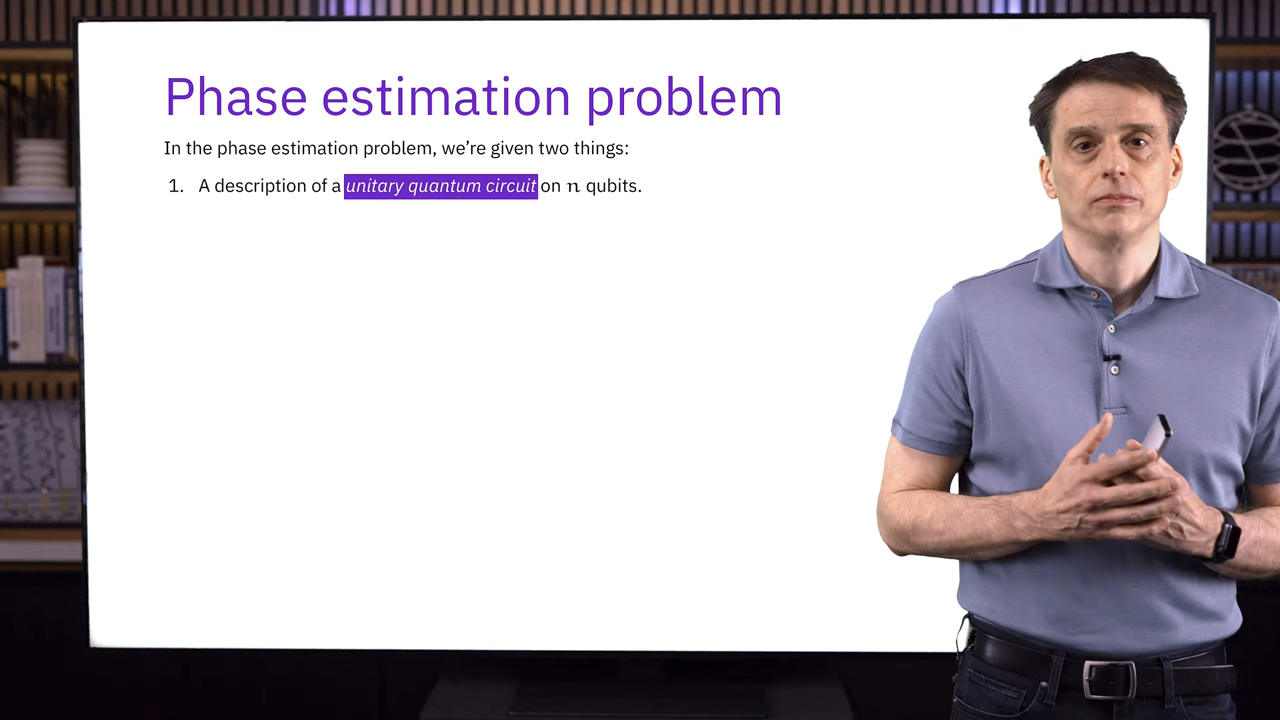 Phase estimation problem
In the phase estimation problem, we’re given two things:
1. A description of a unitary quantum circuit on n qubits.